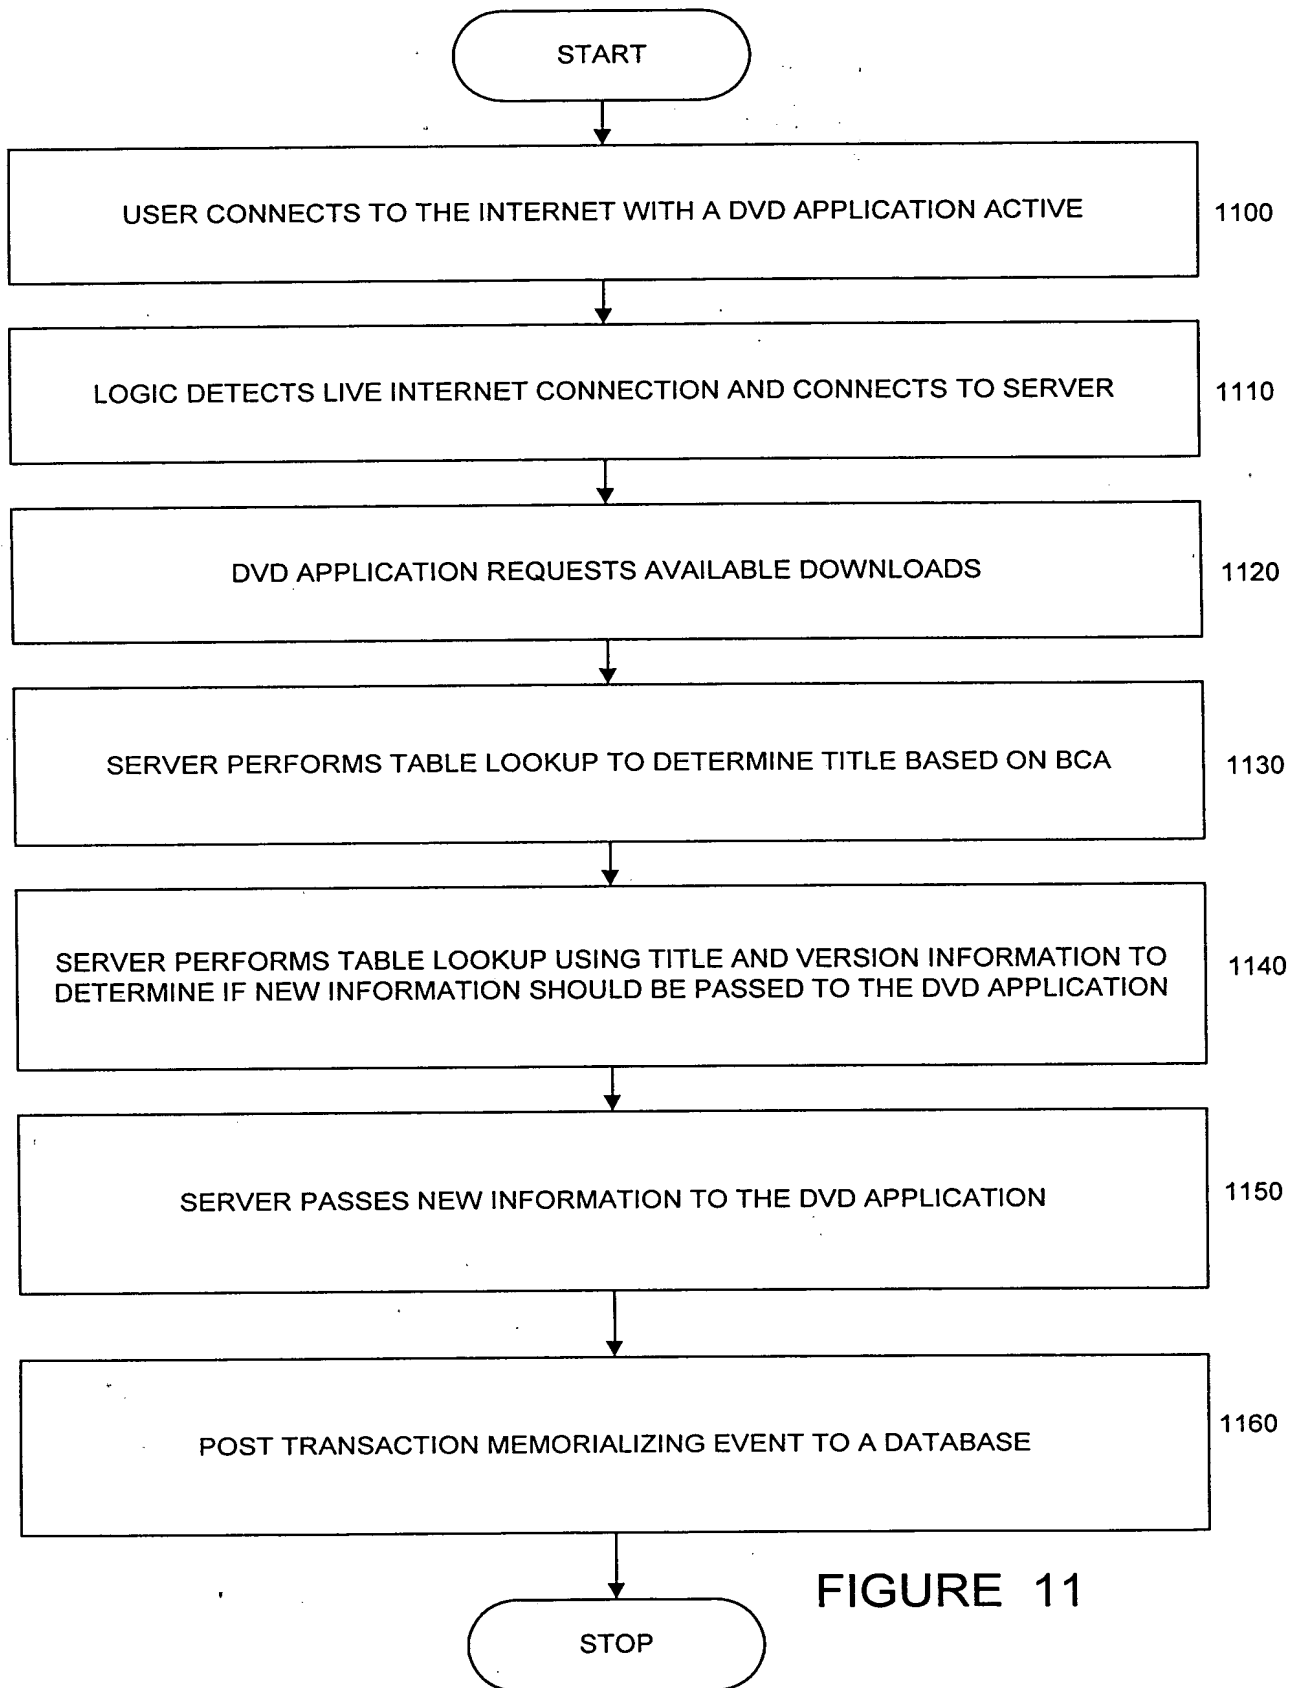 START
USER CONNECTS TO THE INTERNET WITH A DVD APPLICATION ACTIVE
1100
LOGIC DETECTS LIVE INTERNET CONNECTION AND CONNECTS TO SERVER
1110
DVD APPLICATION REQUESTS AVAILABLE DOWNLOADS
1120
SERVER PERFORMS TABLE LOOKUP TO DETERMINE TITLE BASED ON BCA
1130
SERVER PERFORMS TABLE LOOKUP USING TITLE AND VERSION INFORMATION TO
DETERMINE IF NEW INFORMATION SHOULD BE PASSED TO THE DVD APPLICATION
1140
SERVER PASSES NEW INFORMATION TO THE DVD APPLICATION
1150
POST TRANSACTION MEMORIALIZING EVENT TO A DATABASE
1160
FIGURE 11
STOP